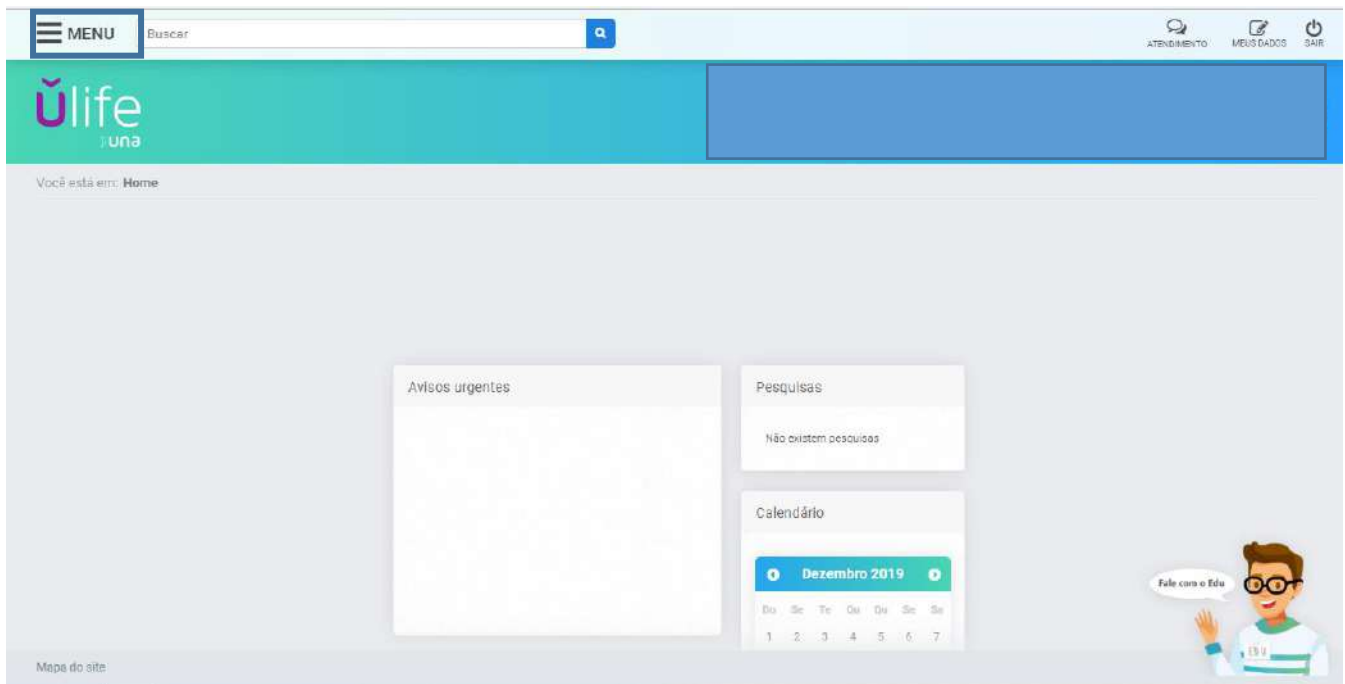 MENU
Buscar
ATENDIMENTO
MEUS DADOS
SAIR
ŭlife
una
Você está em: Home
Avisos urgentes
Pesquisas
Não existem pesquisas
Calendário
Dezembro 2019
Do Se Te Qu Qu Se Sa
1 2 3 4 5 6 7
Fale com o Edu
EDU
Mapa do site